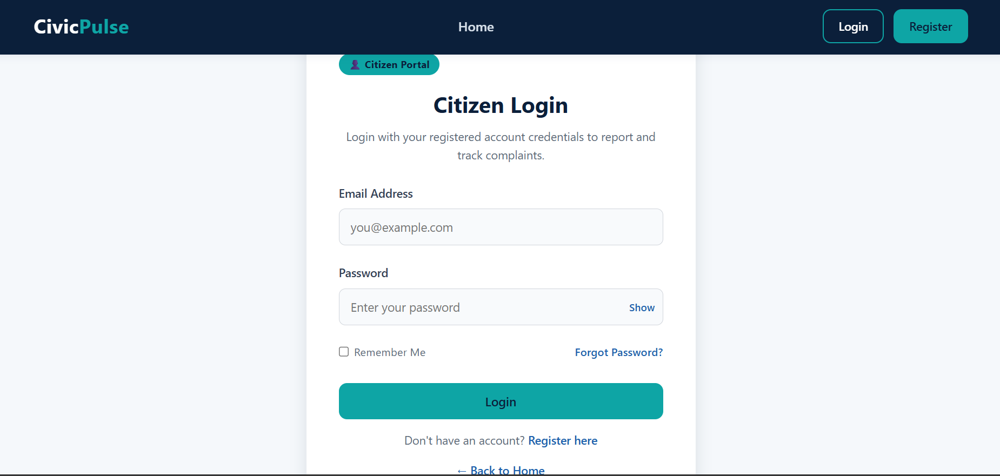 CivicPulse
Home
Login
Register
Citizen Portal
Citizen Login
Login with your registered account credentials to report and
track complaints.
Email Address
you@example.com
Password
Enter your password
Show
Remember Me
Forgot Password?
Login
Don't have an account? Register here
← Back to Home